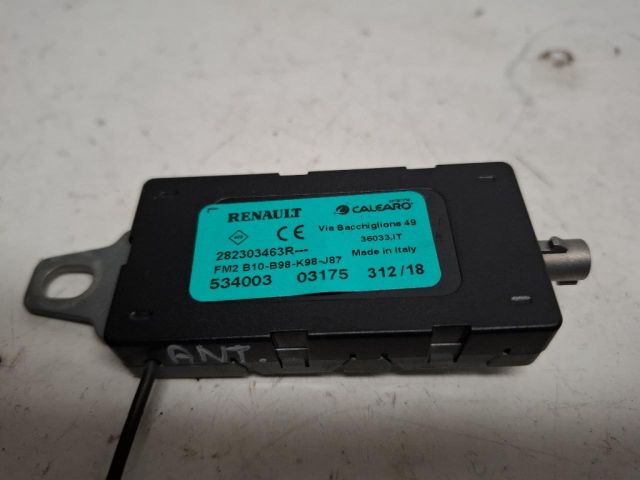 RENAULT
CALEARO
CE
Via Bacchiglione 49
36033,IT
282303463R---
Made in Italy
FM2 B10-B98-K98-J87
534003 03175 312/18
ANT.